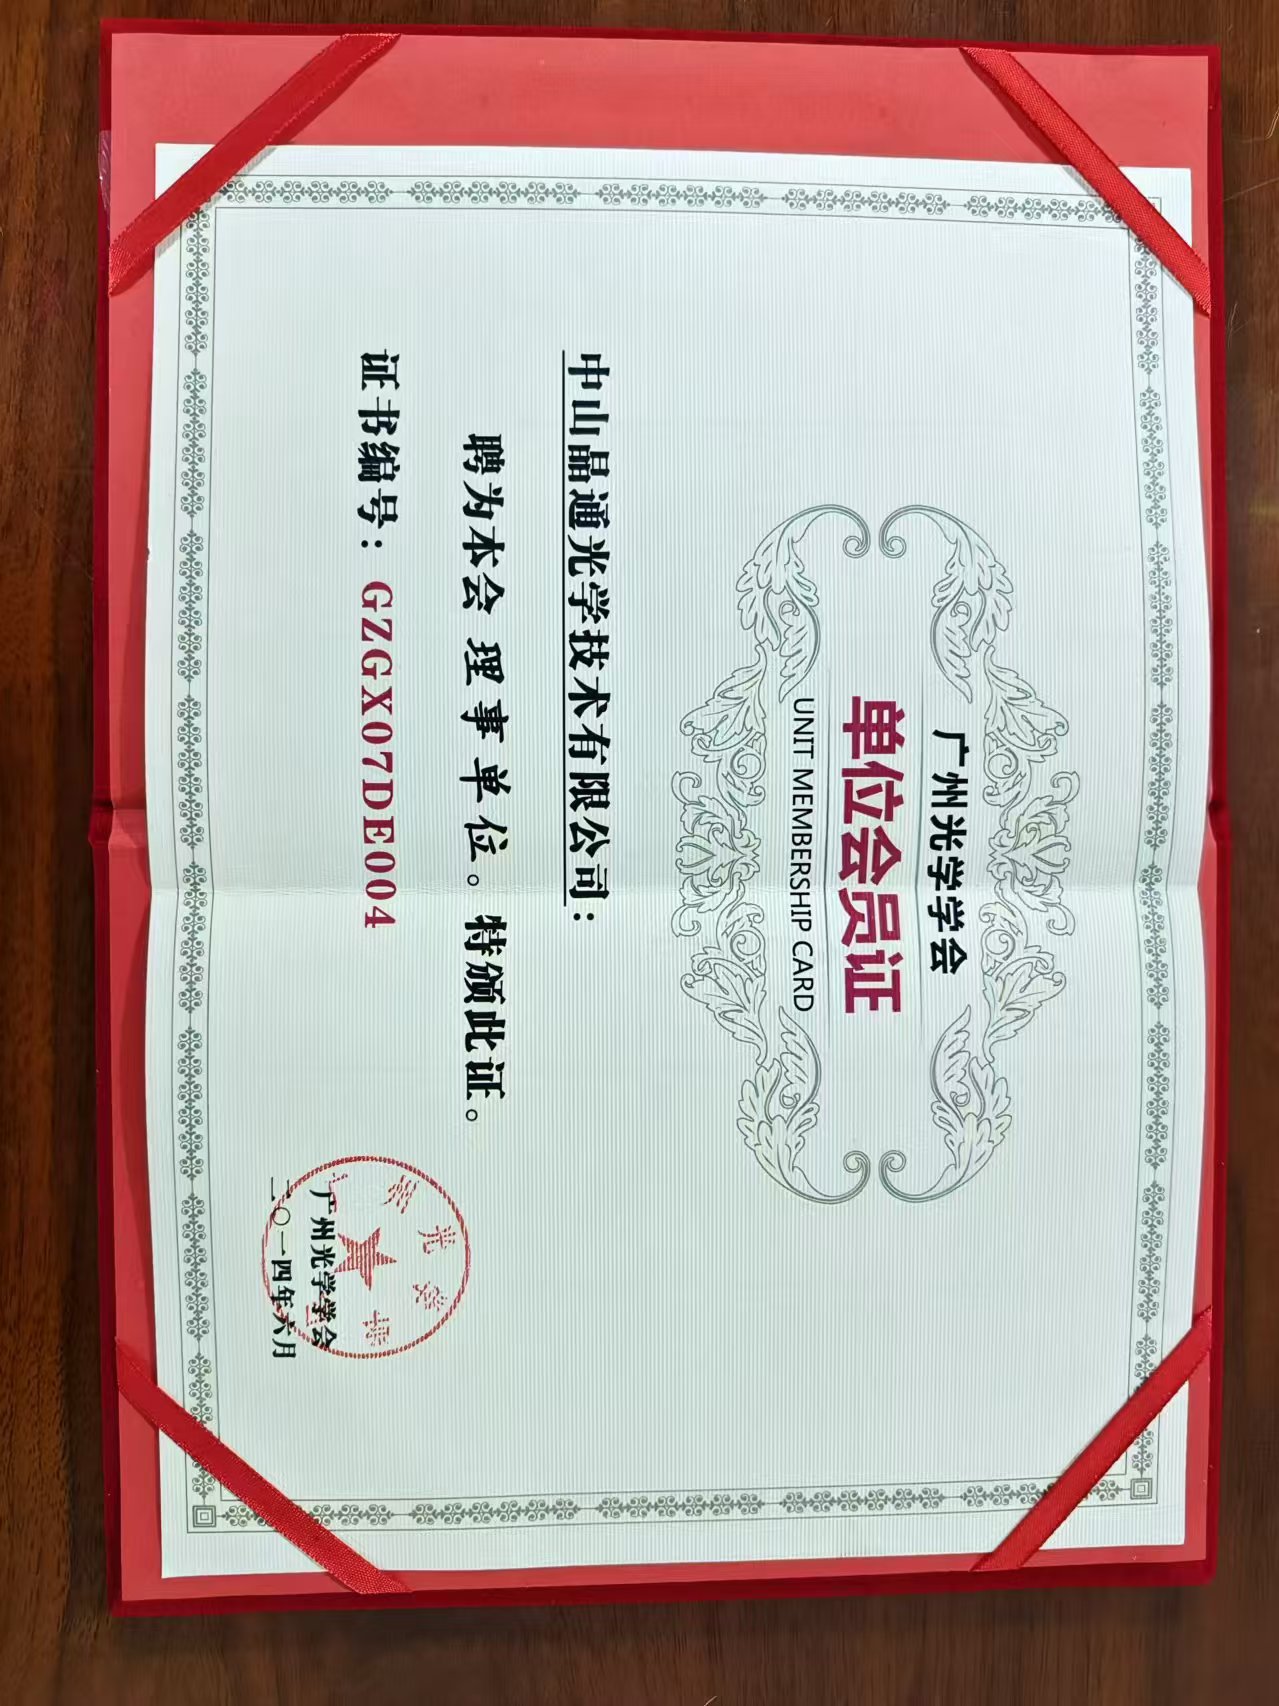 广州光学学会
单位会员证
UNIT MEMBERSHIP CARD
中山晶通光学技术有限公司：
聘为本会 理事单位。特颁此证。
证书编号：GZGX07DE004
州光学学
广州光学学会
二〇一四年六月